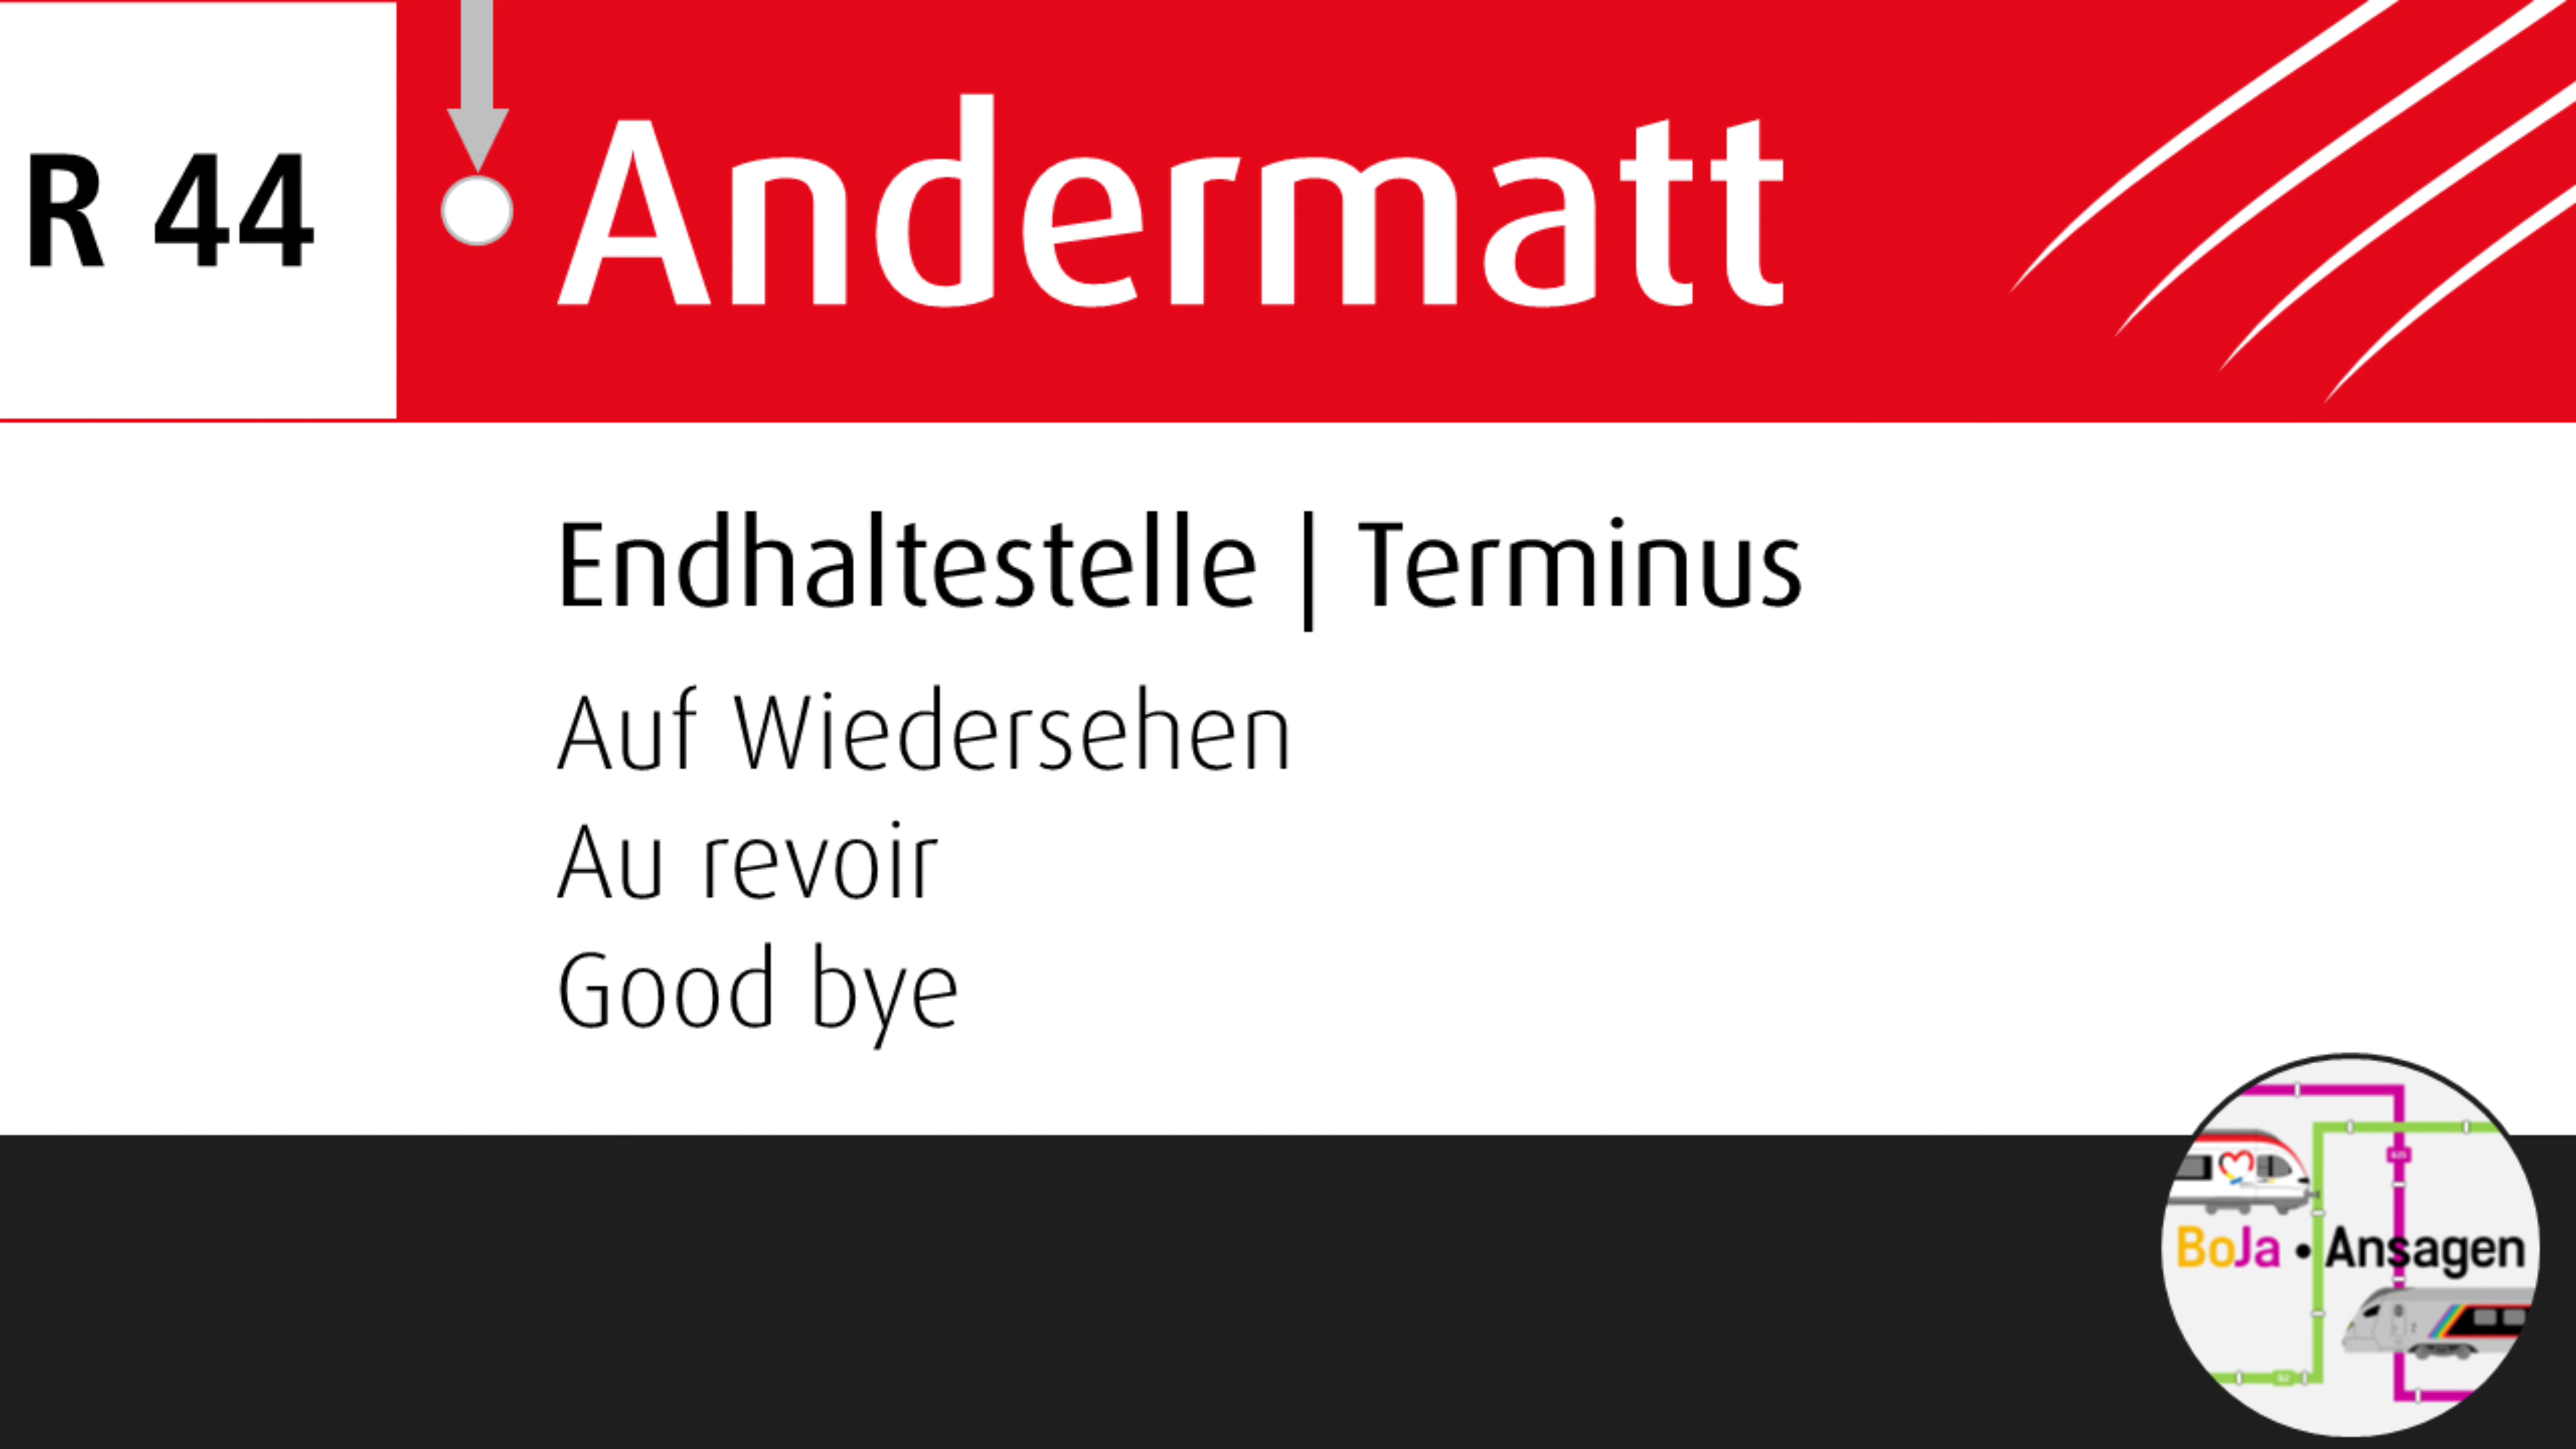 R 44
Andermatt
Endhaltestelle | Terminus
Auf Wiedersehen
Au revoir
Good bye
BoJa • Ansagen